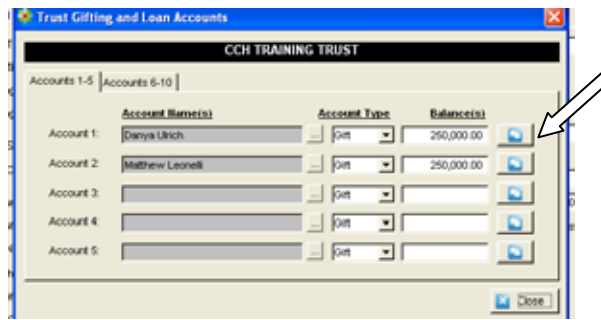 Trust Gifting and Loan Accounts
CCH TRAINING TRUST
Accounts 1-5 Accounts 6-10
Account Name(s) Account Type Balance(s)
Account 1: Danya Ulrich ... Gift 250,000.00
Account 2: Matthew Leonelli ... Gift 250,000.00
Account 3: ... Gift
Account 4: ... Gift
Account 5: ... Gift
Close